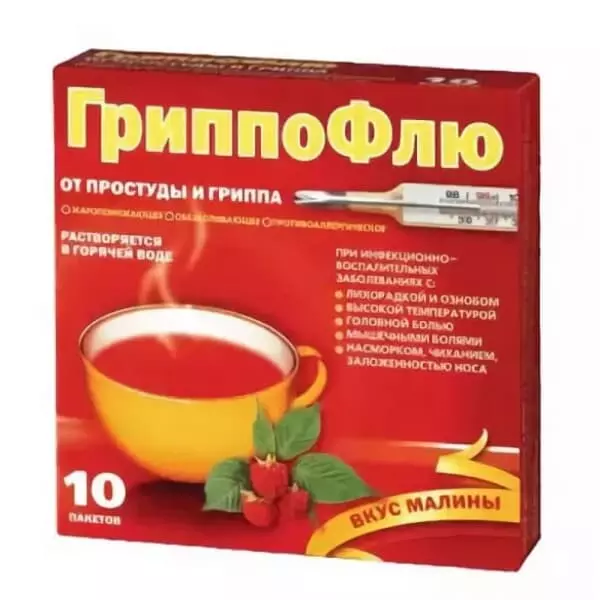 10
ГриппоФлю
ОТ ПРОСТУДЫ И ГРИППА
ЖАРОПОНИЖАЮЩЕЕ ОБЕЗБОЛИВАЮЩЕЕ ПРОТИВОАЛЛЕРГИЧЕСКОЕ
РАСТВОРЯЕТСЯ
В ГОРЯЧЕЙ ВОДЕ
ПРИ ИНФЕКЦИОННО-
ВОСПАЛИТЕЛЬНЫХ
ЗАБОЛЕВАНИЯХ С:
ЛИХОРАДКОЙ И ОЗНОБОМ
ВЫСОКОЙ ТЕМПЕРАТУРОЙ
ГОЛОВНОЙ БОЛЬЮ
МЫШЕЧНЫМИ БОЛЯМИ
НАСМОРКОМ, ЧИХАНИЕМ,
ЗАЛОЖЕННОСТЬЮ НОСА
10
ПАКЕТОВ
ВКУС МАЛИНЫ